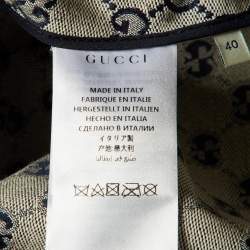 GUCCI
40
MADE IN ITALY
FABRIQUE EN ITALIE
HERGESTELLT IN ITALIEN
HECHO EN ITALIA
СДЕЛАНО В ИТАЛИИ
イタリア製
产地 意大利
صنع في إيطاليا